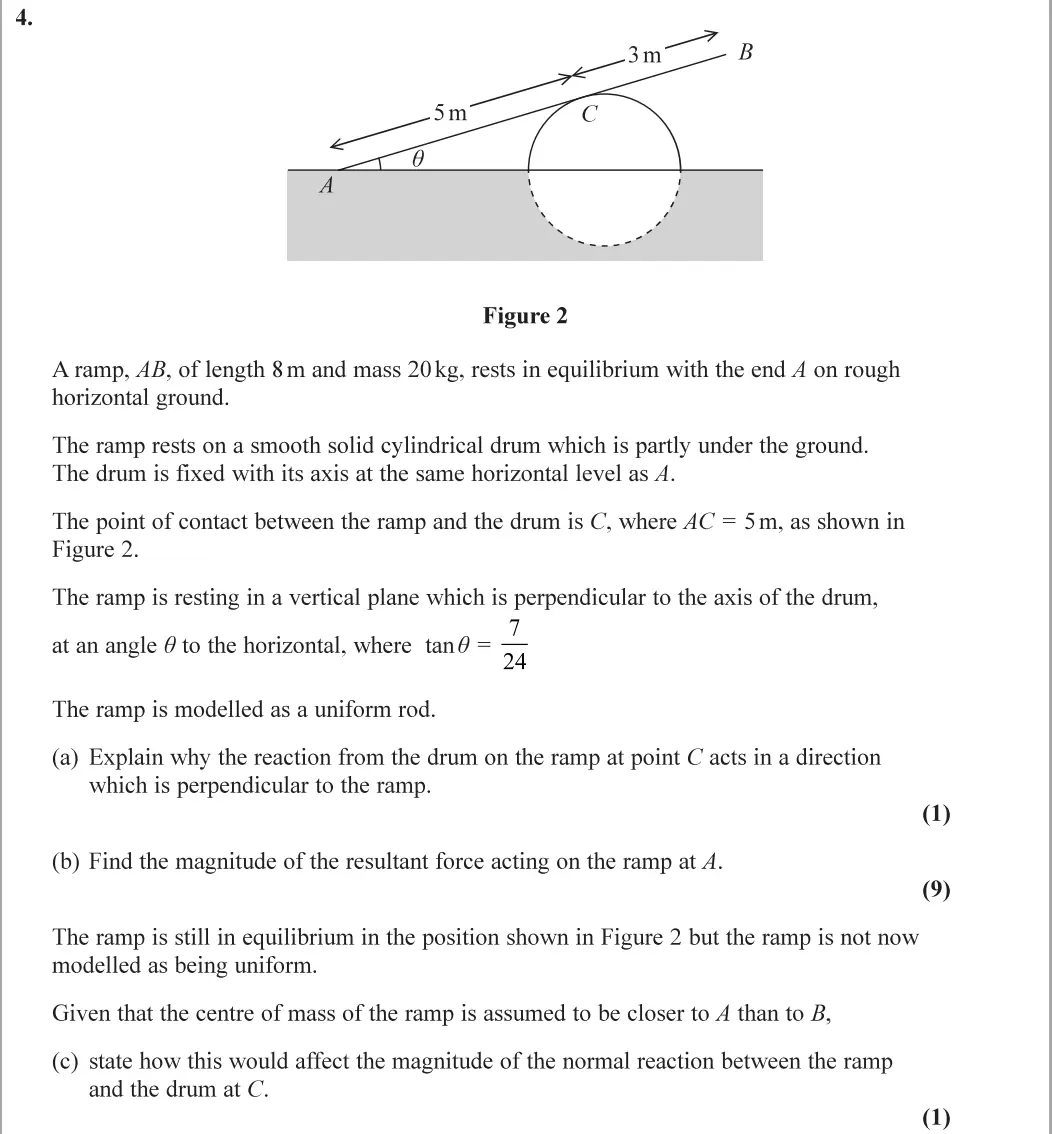 4.
3 m
B
5 m
C
θ
A
Figure 2
A ramp, AB, of length 8 m and mass 20 kg, rests in equilibrium with the end A on rough
horizontal ground.
The ramp rests on a smooth solid cylindrical drum which is partly under the ground.
The drum is fixed with its axis at the same horizontal level as A.
The point of contact between the ramp and the drum is C, where AC = 5 m, as shown in
Figure 2.
The ramp is resting in a vertical plane which is perpendicular to the axis of the drum,
at an angle θ to the horizontal, where tan θ = 7/24
The ramp is modelled as a uniform rod.
(a) Explain why the reaction from the drum on the ramp at point C acts in a direction
which is perpendicular to the ramp.
(1)
(b) Find the magnitude of the resultant force acting on the ramp at A.
(9)
The ramp is still in equilibrium in the position shown in Figure 2 but the ramp is not now
modelled as being uniform.
Given that the centre of mass of the ramp is assumed to be closer to A than to B,
(c) state how this would affect the magnitude of the normal reaction between the ramp
and the drum at C.
(1)